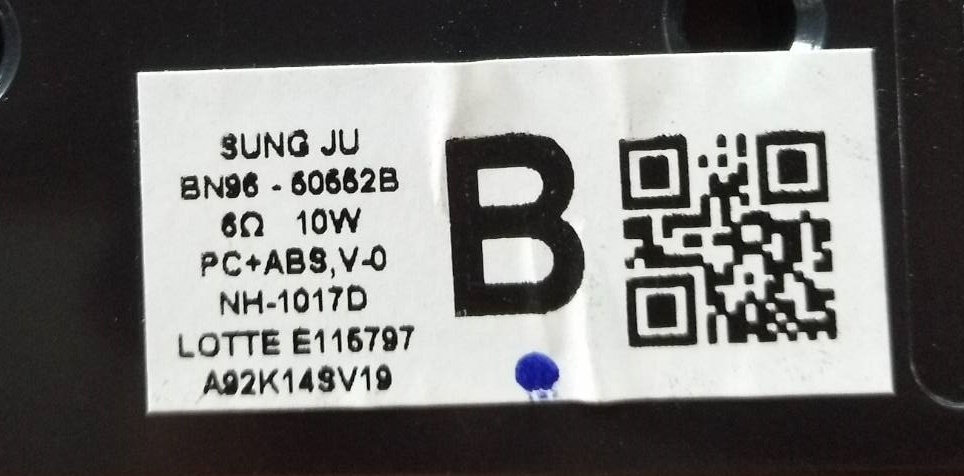 SUNG JU
BN96 - 50552B
6Ω 10W
PC+ABS,V-0
NH-1017D
LOTTE E115797
A92K14SV19
B